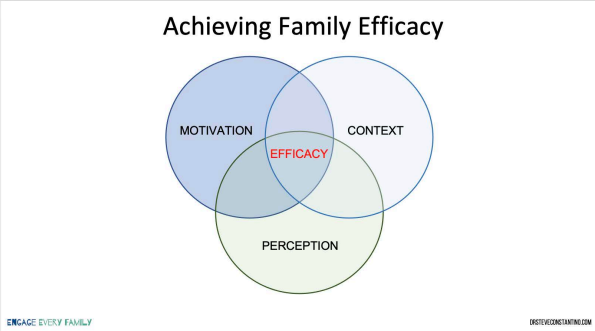 Achieving Family Efficacy
MOTIVATION
CONTEXT
EFFICACY
PERCEPTION
ENGAGE EVERY FAMILY
DRSTEVECONSTANTINO.COM